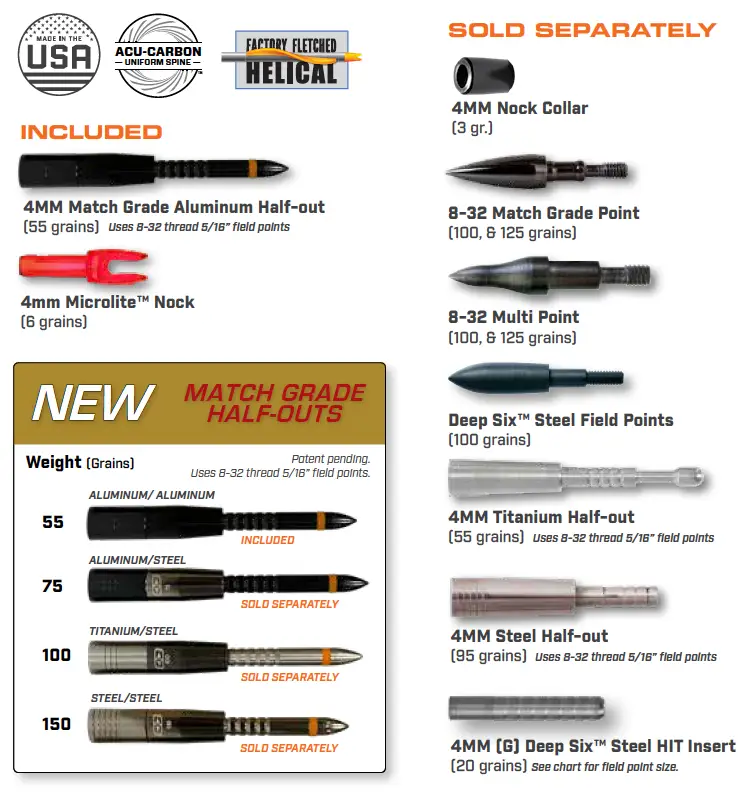 MADE IN THE
USA
ACU-CARBON
UNIFORM SPINE
FACTORY FLETCHED
HELICAL
INCLUDED
4MM Match Grade Aluminum Half-out
(55 grains) Uses 8-32 thread 5/16" field points
4mm Microlite™ Nock
(6 grains)
NEW
MATCH GRADE
HALF-OUTS
Weight (Grains)
Patent pending.
Uses 8-32 thread 5/16" field points.
ALUMINUM/ ALUMINUM
55
INCLUDED
ALUMINUM/STEEL
75
SOLD SEPARATELY
TITANIUM/STEEL
100
SOLD SEPARATELY
STEEL/STEEL
150
SOLD SEPARATELY
SOLD SEPARATELY
4MM Nock Collar
(3 gr.)
8-32 Match Grade Point
(100, & 125 grains)
8-32 Multi Point
(100, & 125 grains)
Deep Six™ Steel Field Points
(100 grains)
4MM Titanium Half-out
(55 grains) Uses 8-32 thread 5/16" field points
4MM Steel Half-out
(95 grains) Uses 8-32 thread 5/16" field points
4MM (G) Deep Six™ Steel HIT Insert
(20 grains) See chart for field point size.